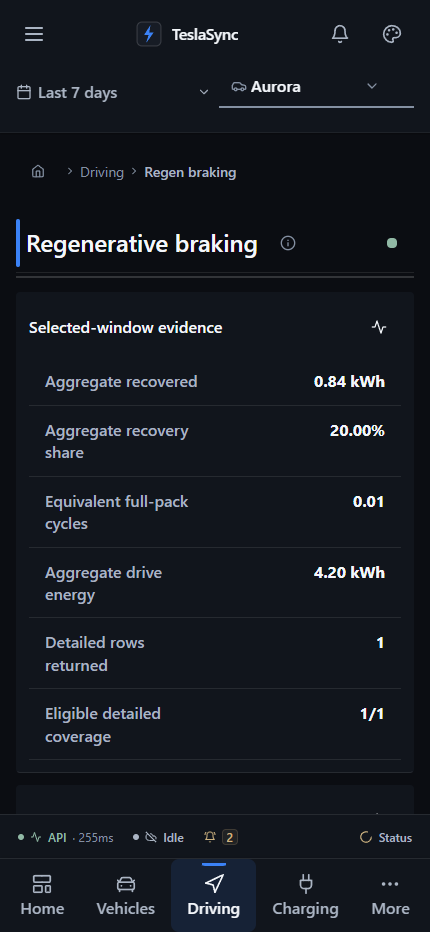 TeslaSync
Last 7 days
Aurora
Driving
Regen braking
Regenerative braking
Selected-window evidence
Aggregate recovered
0.84 kWh
Aggregate recovery
share
20.00%
Equivalent full-pack
cycles
0.01
Aggregate drive
energy
4.20 kWh
Detailed rows
returned
1
Eligible detailed
coverage
1/1
API · 255ms
Idle
2
Status
Home
Vehicles
Driving
Charging
More